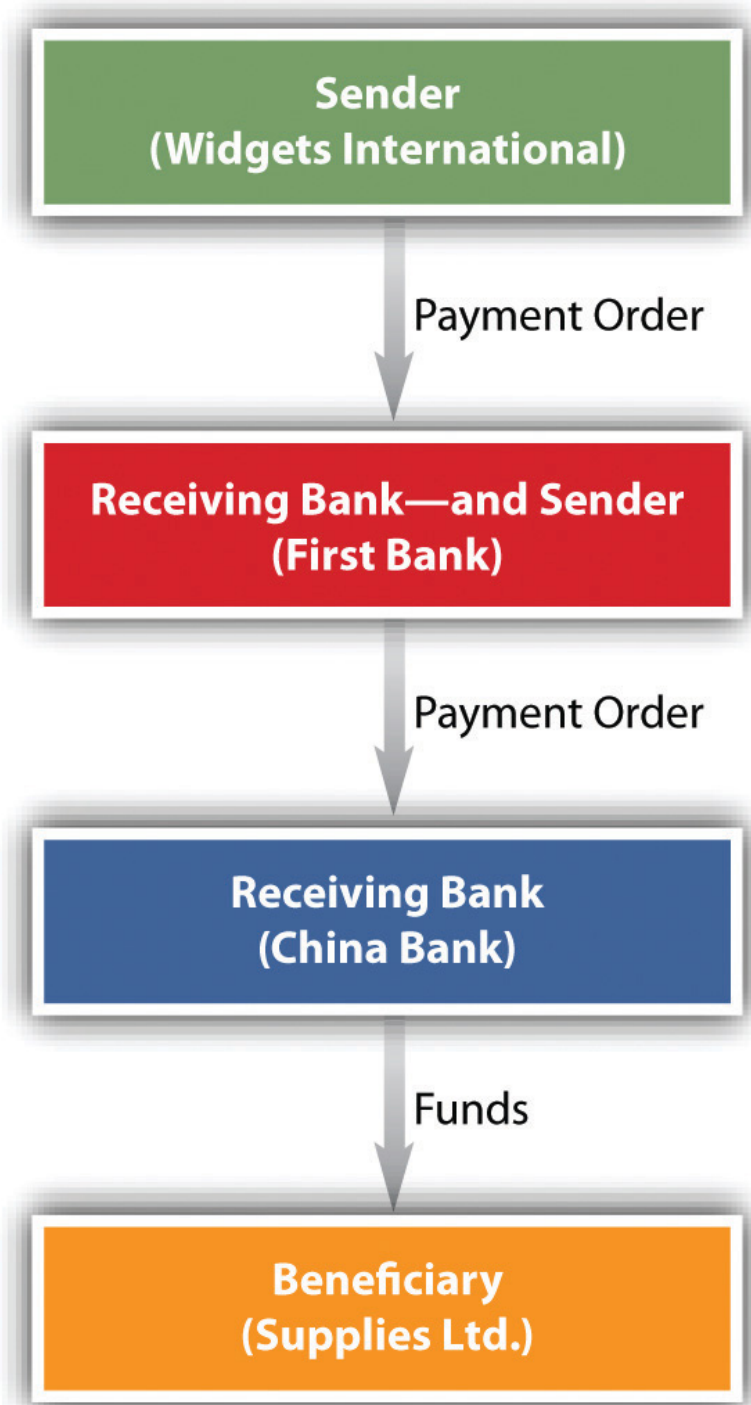 Sender
(Widgets International)
Payment Order
Receiving Bank—and Sender
(First Bank)
Payment Order
Receiving Bank
(China Bank)
Funds
Beneficiary
(Supplies Ltd.)